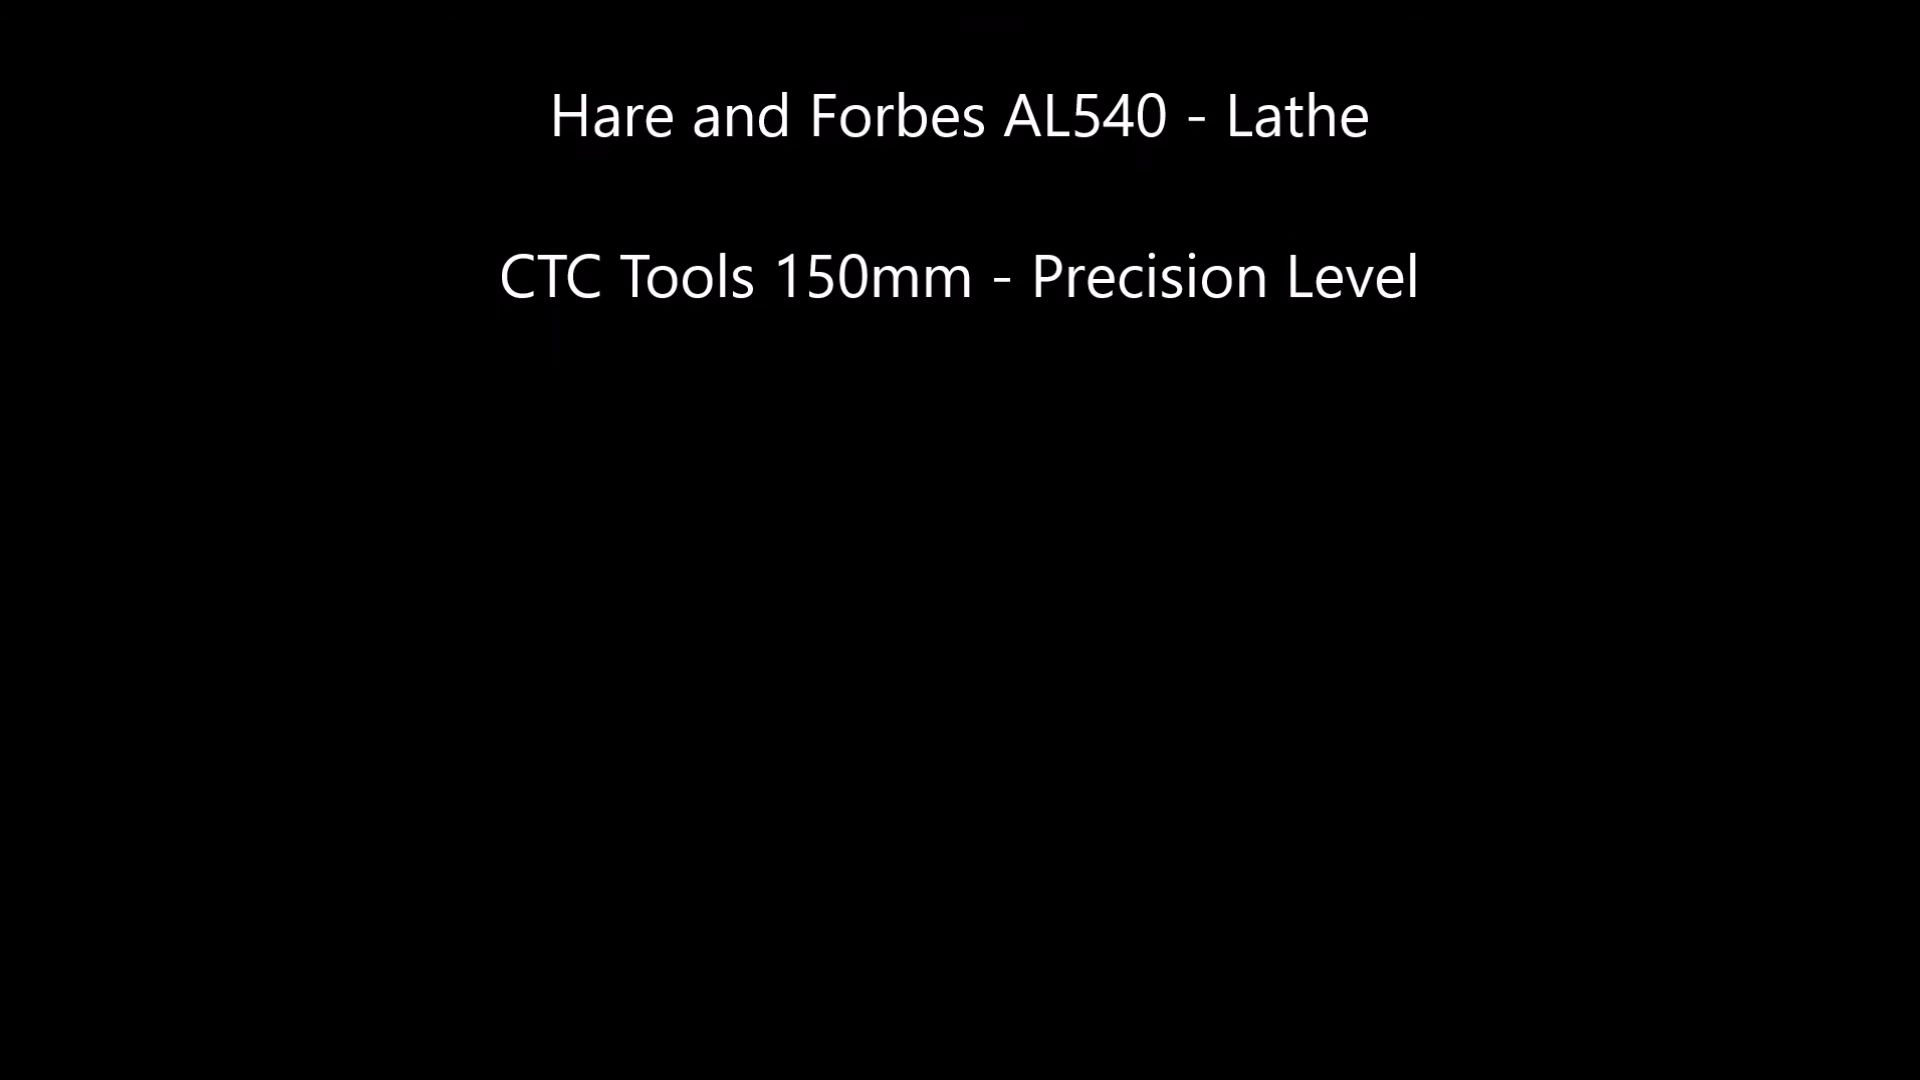 Hare and Forbes AL540 - Lathe
CTC Tools 150mm - Precision Level